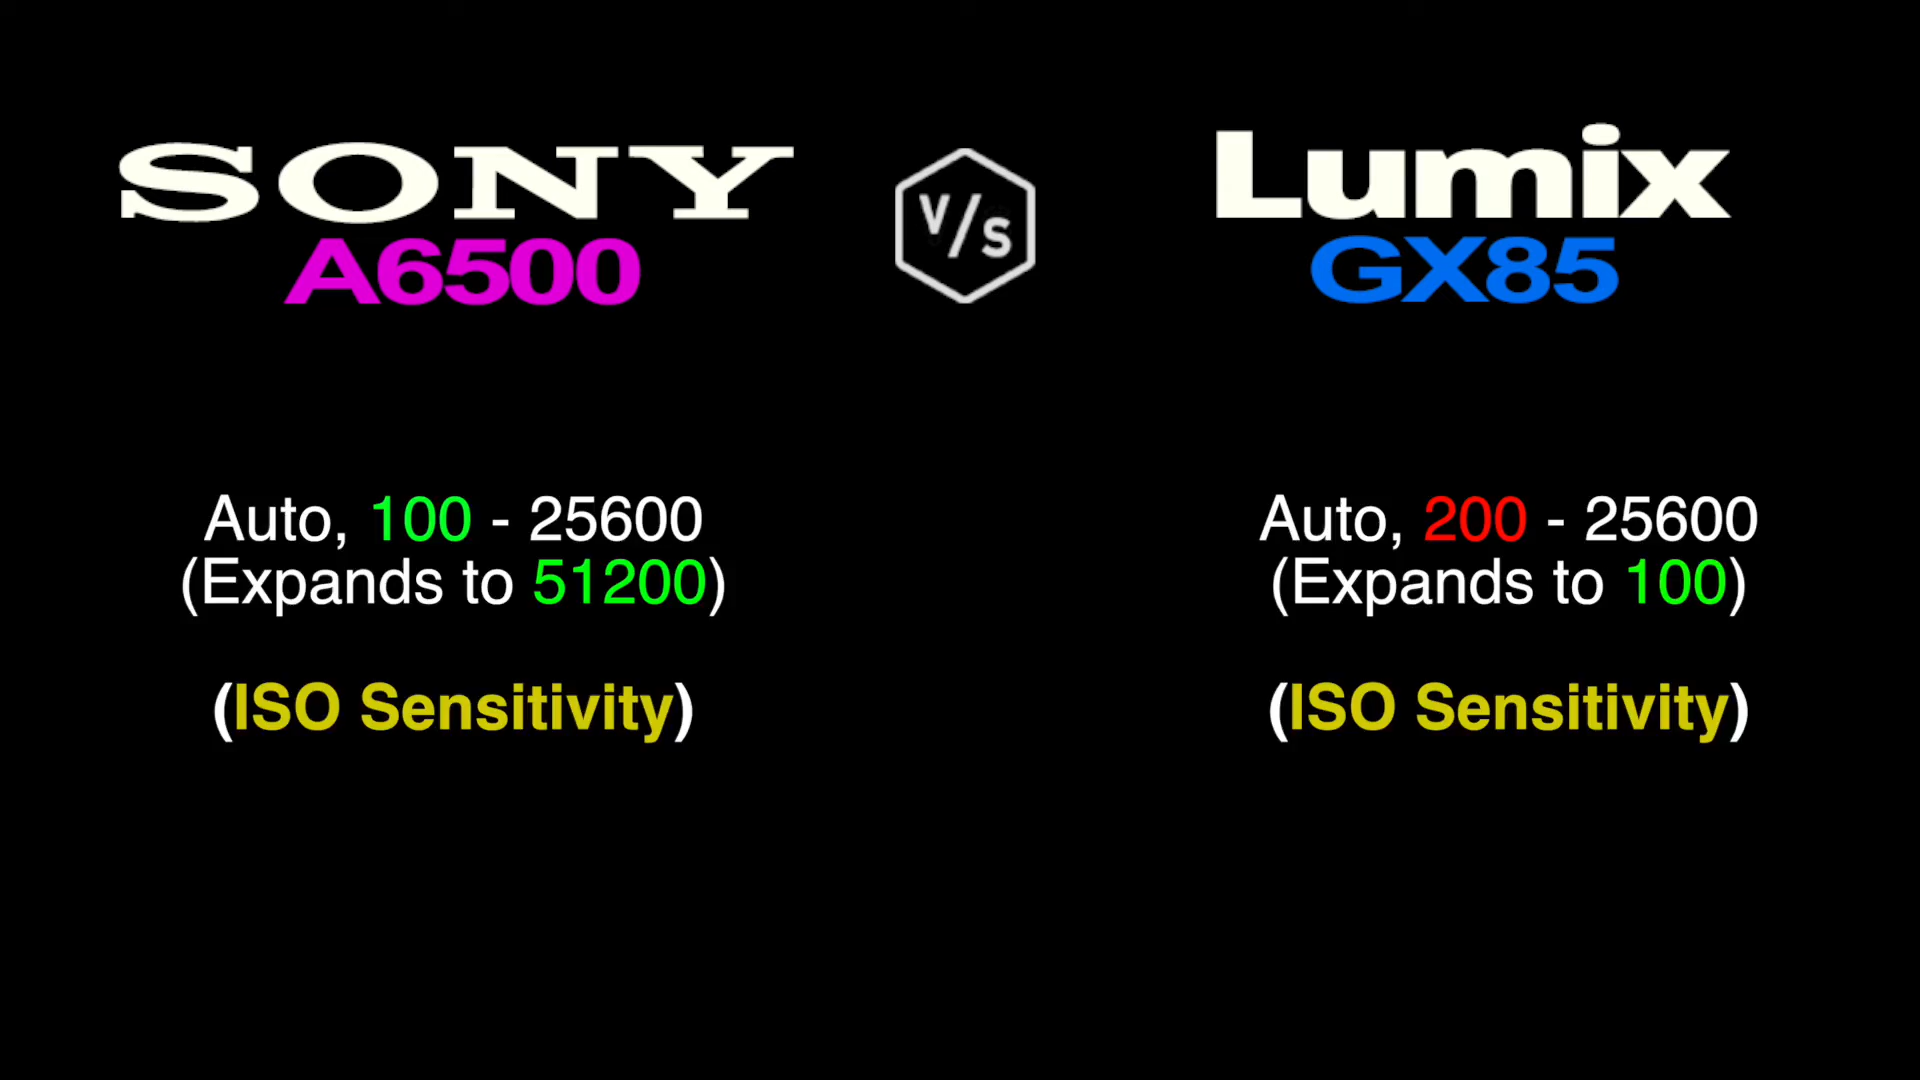 SONY
A6500
V/S
Lumix
GX85
Auto, 100 - 25600
(Expands to 51200)
(ISO Sensitivity)
Auto, 200 - 25600
(Expands to 100)
(ISO Sensitivity)